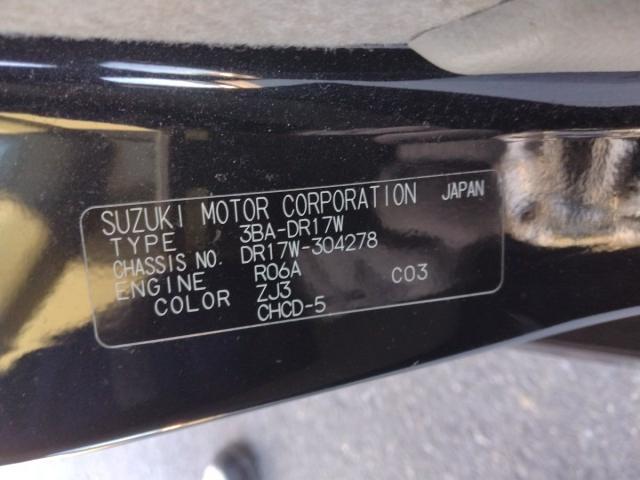 SUZUKI MOTOR CORPORATION JAPAN
TYPE 3BA-DR17W
CHASSIS NO. DR17W-304278
ENGINE R06A C03
COLOR ZJ3
CHCD-5